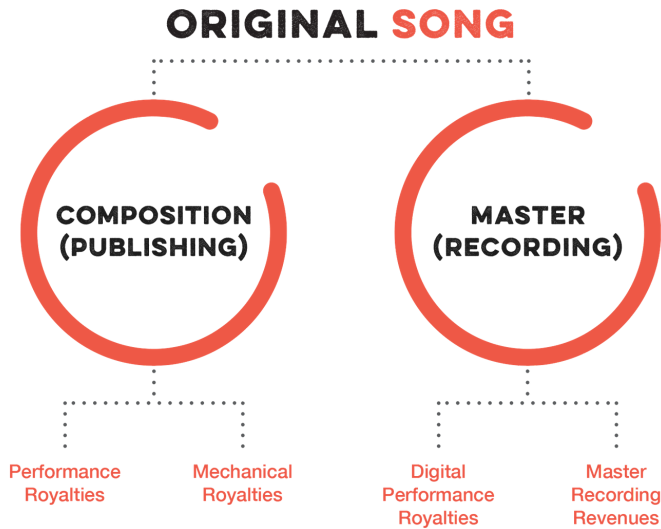 ORIGINAL SONG
COMPOSITION
(PUBLISHING)
MASTER
(RECORDING)
Performance
Royalties
Mechanical
Royalties
Digital
Performance
Royalties
Master
Recording
Revenues